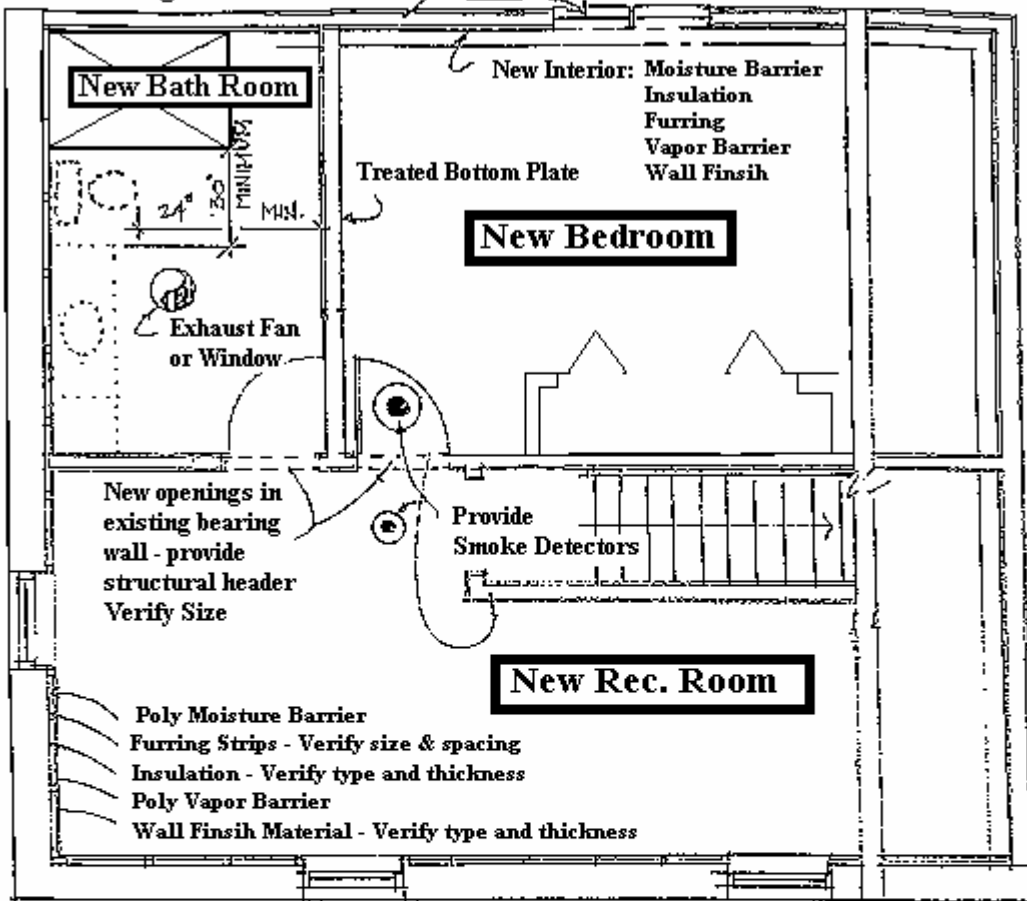 New Bath Room
New Interior: Moisture Barrier
Insulation
Furring
Vapor Barrier
Wall Finsih
MINIMUM
30"
24"
MIN.
Treated Bottom Plate
New Bedroom
Exhaust Fan
or Window
New openings in
existing bearing
wall - provide
structural header
Verify Size
Provide
Smoke Detectors
New Rec. Room
Poly Moisture Barrier
Furring Strips - Verify size & spacing
Insulation - Verify type and thickness
Poly Vapor Barrier
Wall Finsih Material - Verify type and thickness